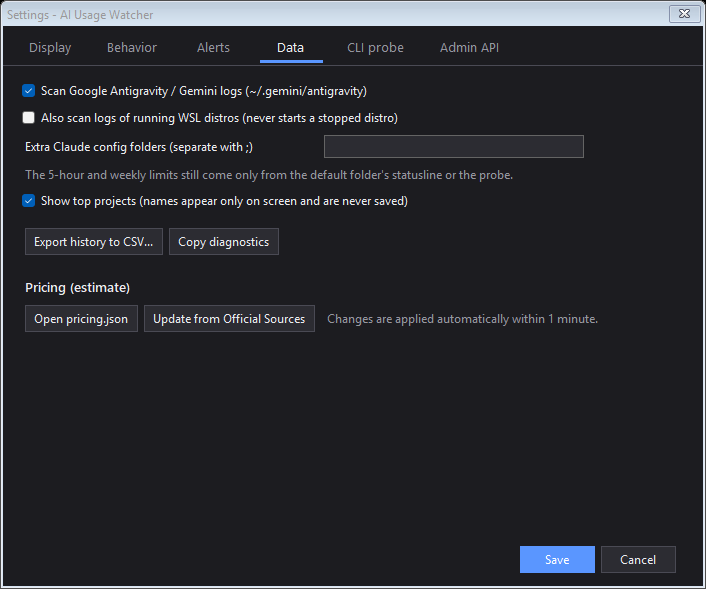 Settings - AI Usage Watcher
Display Behavior Alerts Data CLI probe Admin API
Scan Google Antigravity / Gemini logs (~/.gemini/antigravity)
Also scan logs of running WSL distros (never starts a stopped distro)
Extra Claude config folders (separate with ;)
The 5-hour and weekly limits still come only from the default folder's statusline or the probe.
Show top projects (names appear only on screen and are never saved)
Export history to CSV... Copy diagnostics
Pricing (estimate)
Open pricing.json Update from Official Sources Changes are applied automatically within 1 minute.
Save Cancel